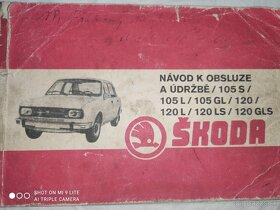 NÁVOD K OBSLUZE
A ÚDRŽBĚ / 105 S /
105 L / 105 GL / 120 /
120 L / 120 LS / 120 GLS
ŠKODA
SHOT ON MI 9 LITE
AI TRIPLE CAMERA